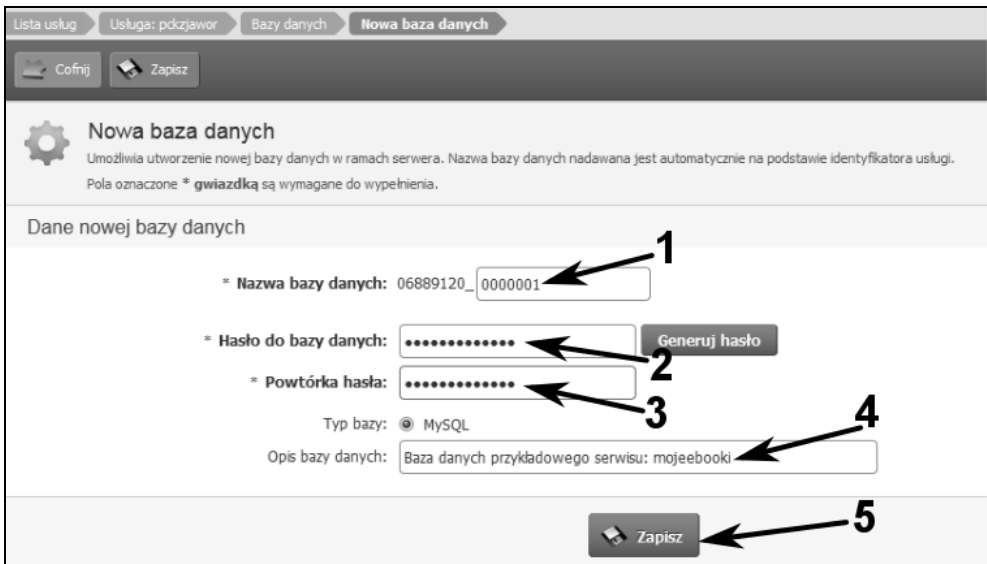 Lista usług Usługa: pckzjawor Bazy danych Nowa baza danych
Cofnij Zapisz
Nowa baza danych
Umożliwia utworzenie nowej bazy danych w ramach serwera. Nazwa bazy danych nadawana jest automatycznie na podstawie identyfikatora usługi.
Pola oznaczone * gwiazdką są wymagane do wypełnienia.
Dane nowej bazy danych
1
* Nazwa bazy danych: 06889120_ 0000001
* Hasło do bazy danych: ••••••••••••• Generuj hasło
2
* Powtórka hasła: •••••••••••••
3
Typ bazy: MySQL
4
Opis bazy danych: Baza danych przykładowego serwisu: mojeebooki
5
Zapisz